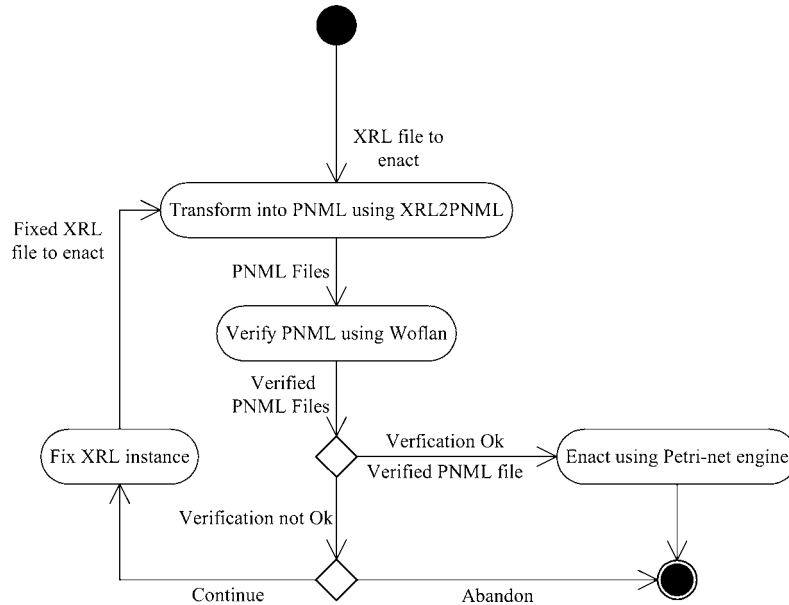 XRL file to
enact
Transform into PNML using XRL2PNML
Fixed XRL
file to enact
PNML Files
Verify PNML using Woflan
Verified
PNML Files
Fix XRL instance
Verfication Ok
Verified PNML file
Enact using Petri-net engine
Verification not Ok
Continue
Abandon